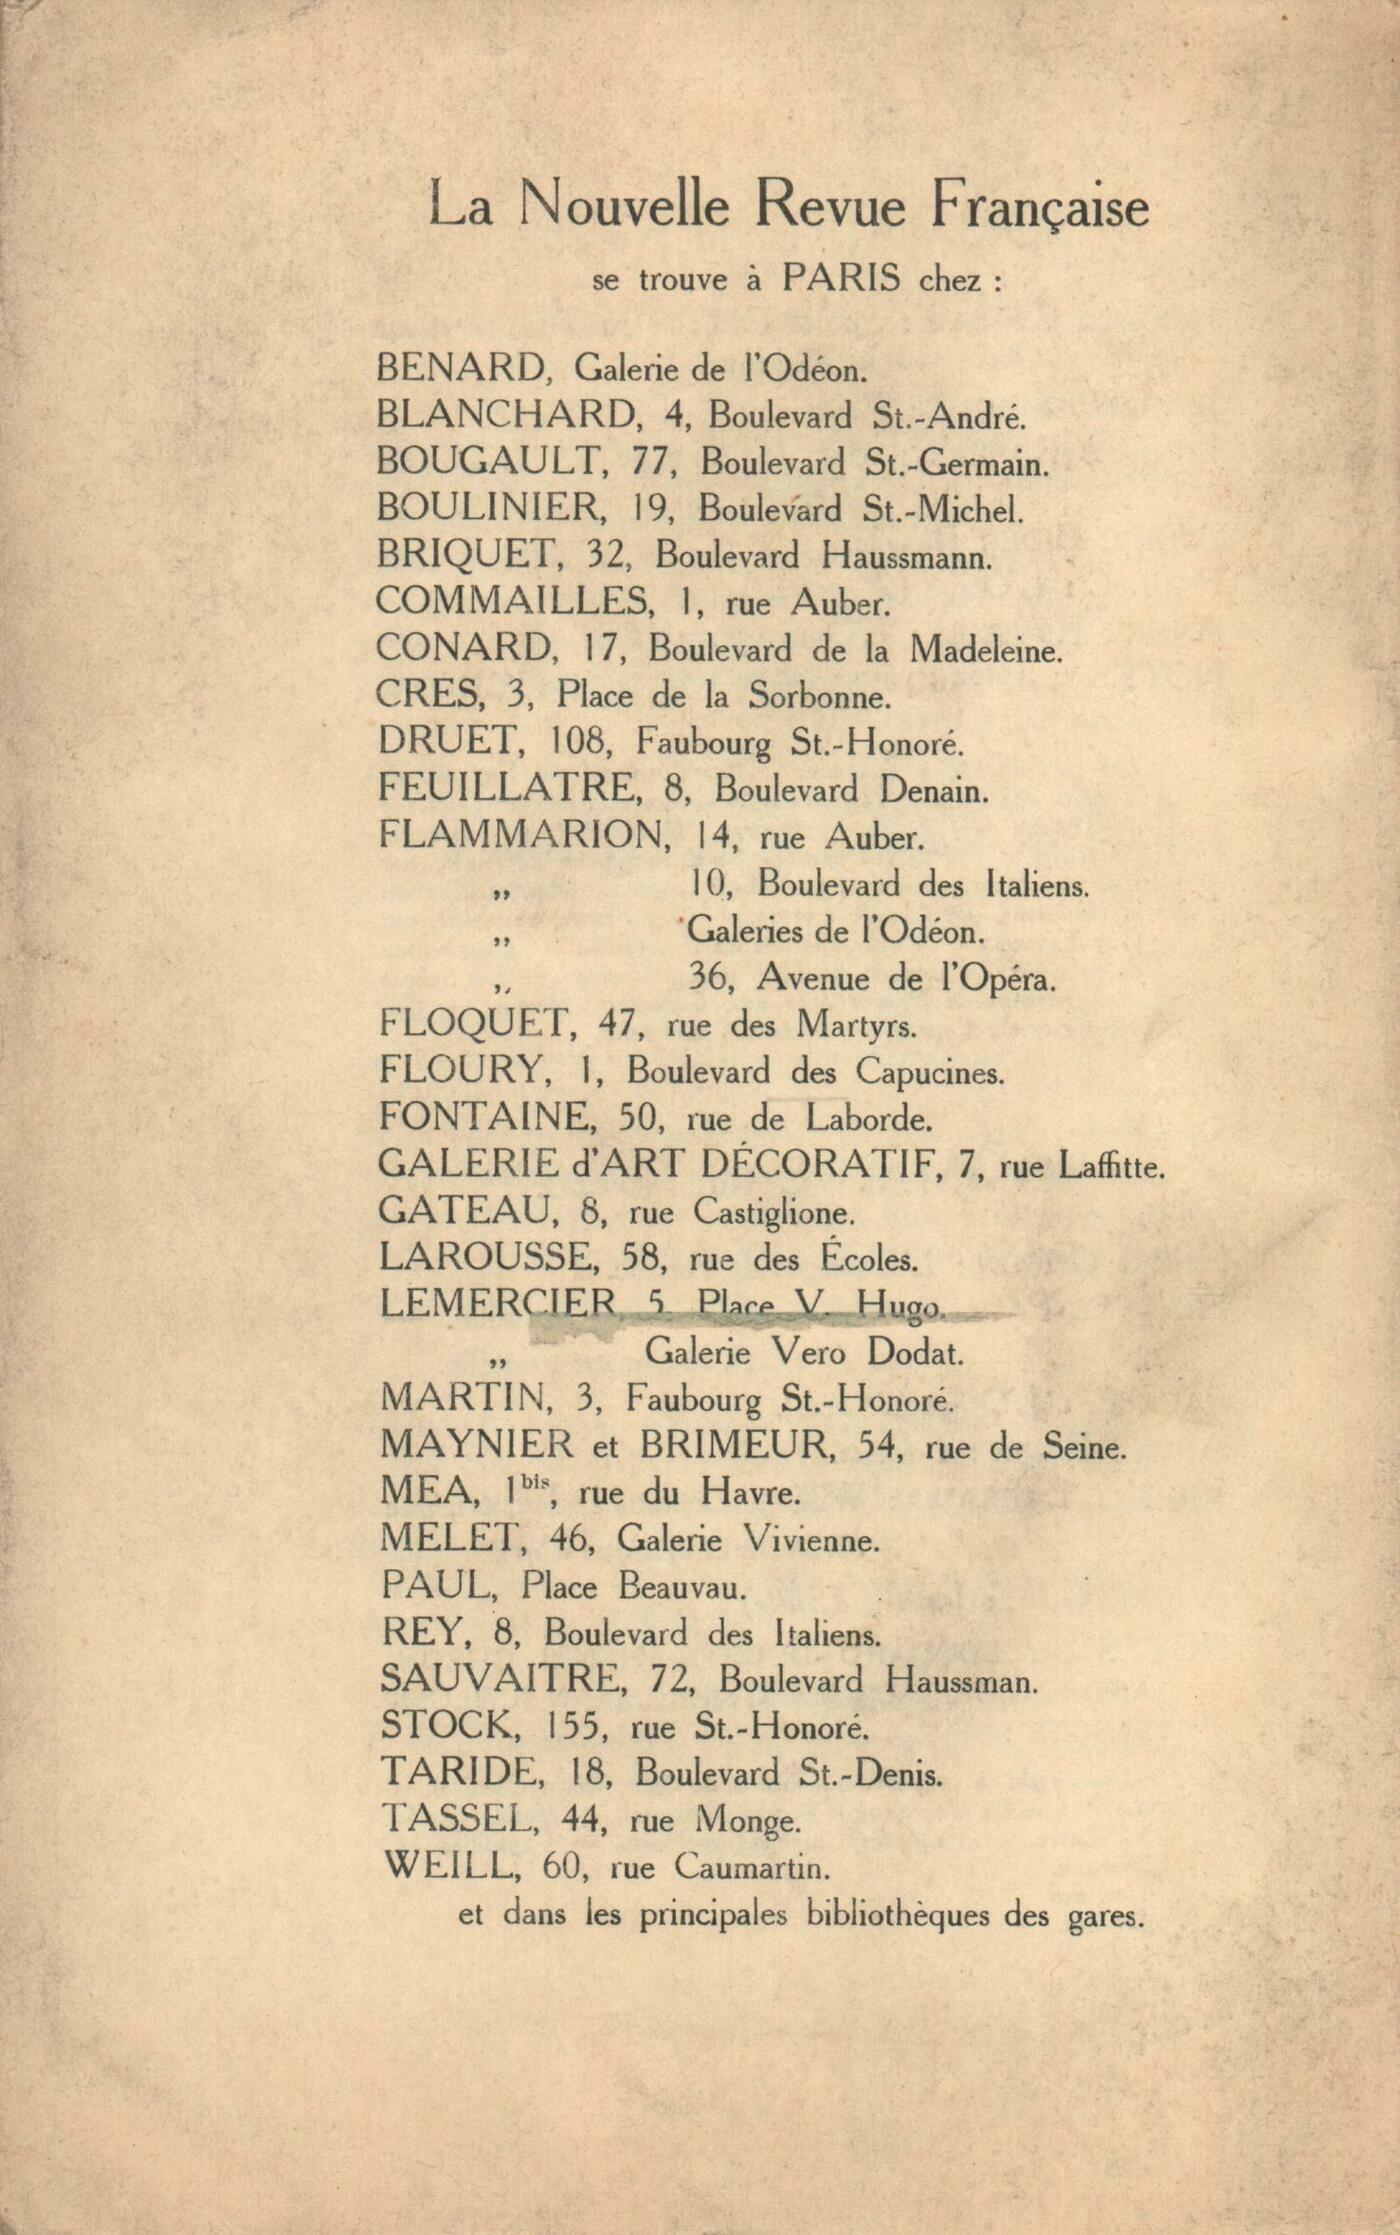 La Nouvelle Revue Française
se trouve à PARIS chez :
BENARD, Galerie de l'Odéon.
BLANCHARD, 4, Boulevard St.-André.
BOUGAULT, 77, Boulevard St.-Germain.
BOULINIER, 19, Boulevard St.-Michel.
BRIQUET, 32, Boulevard Haussmann.
COMMAILLES, 1, rue Auber.
CONARD, 17, Boulevard de la Madeleine.
CRES, 3, Place de la Sorbonne.
DRUET, 108, Faubourg St.-Honoré.
FEUILLATRE, 8, Boulevard Denain.
FLAMMARION, 14, rue Auber.
„ 10, Boulevard des Italiens.
„ Galeries de l'Odéon.
„ 36, Avenue de l'Opéra.
FLOQUET, 47, rue des Martyrs.
FLOURY, 1, Boulevard des Capucines.
FONTAINE, 50, rue de Laborde.
GALERIE d'ART DÉCORATIF, 7, rue Laffitte.
GATEAU, 8, rue Castiglione.
LAROUSSE, 58, rue des Écoles.
LEMERCIER, 5, Place V. Hugo.
„ Galerie Vero Dodat.
MARTIN, 3, Faubourg St.-Honoré.
MAYNIER et BRIMEUR, 54, rue de Seine.
MEA, 1bis, rue du Havre.
MELET, 46, Galerie Vivienne.
PAUL, Place Beauvau.
REY, 8, Boulevard des Italiens.
SAUVAITRE, 72, Boulevard Haussman.
STOCK, 155, rue St.-Honoré.
TARIDE, 18, Boulevard St.-Denis.
TASSEL, 44, rue Monge.
WEILL, 60, rue Caumartin.
et dans les principales bibliothèques des gares.